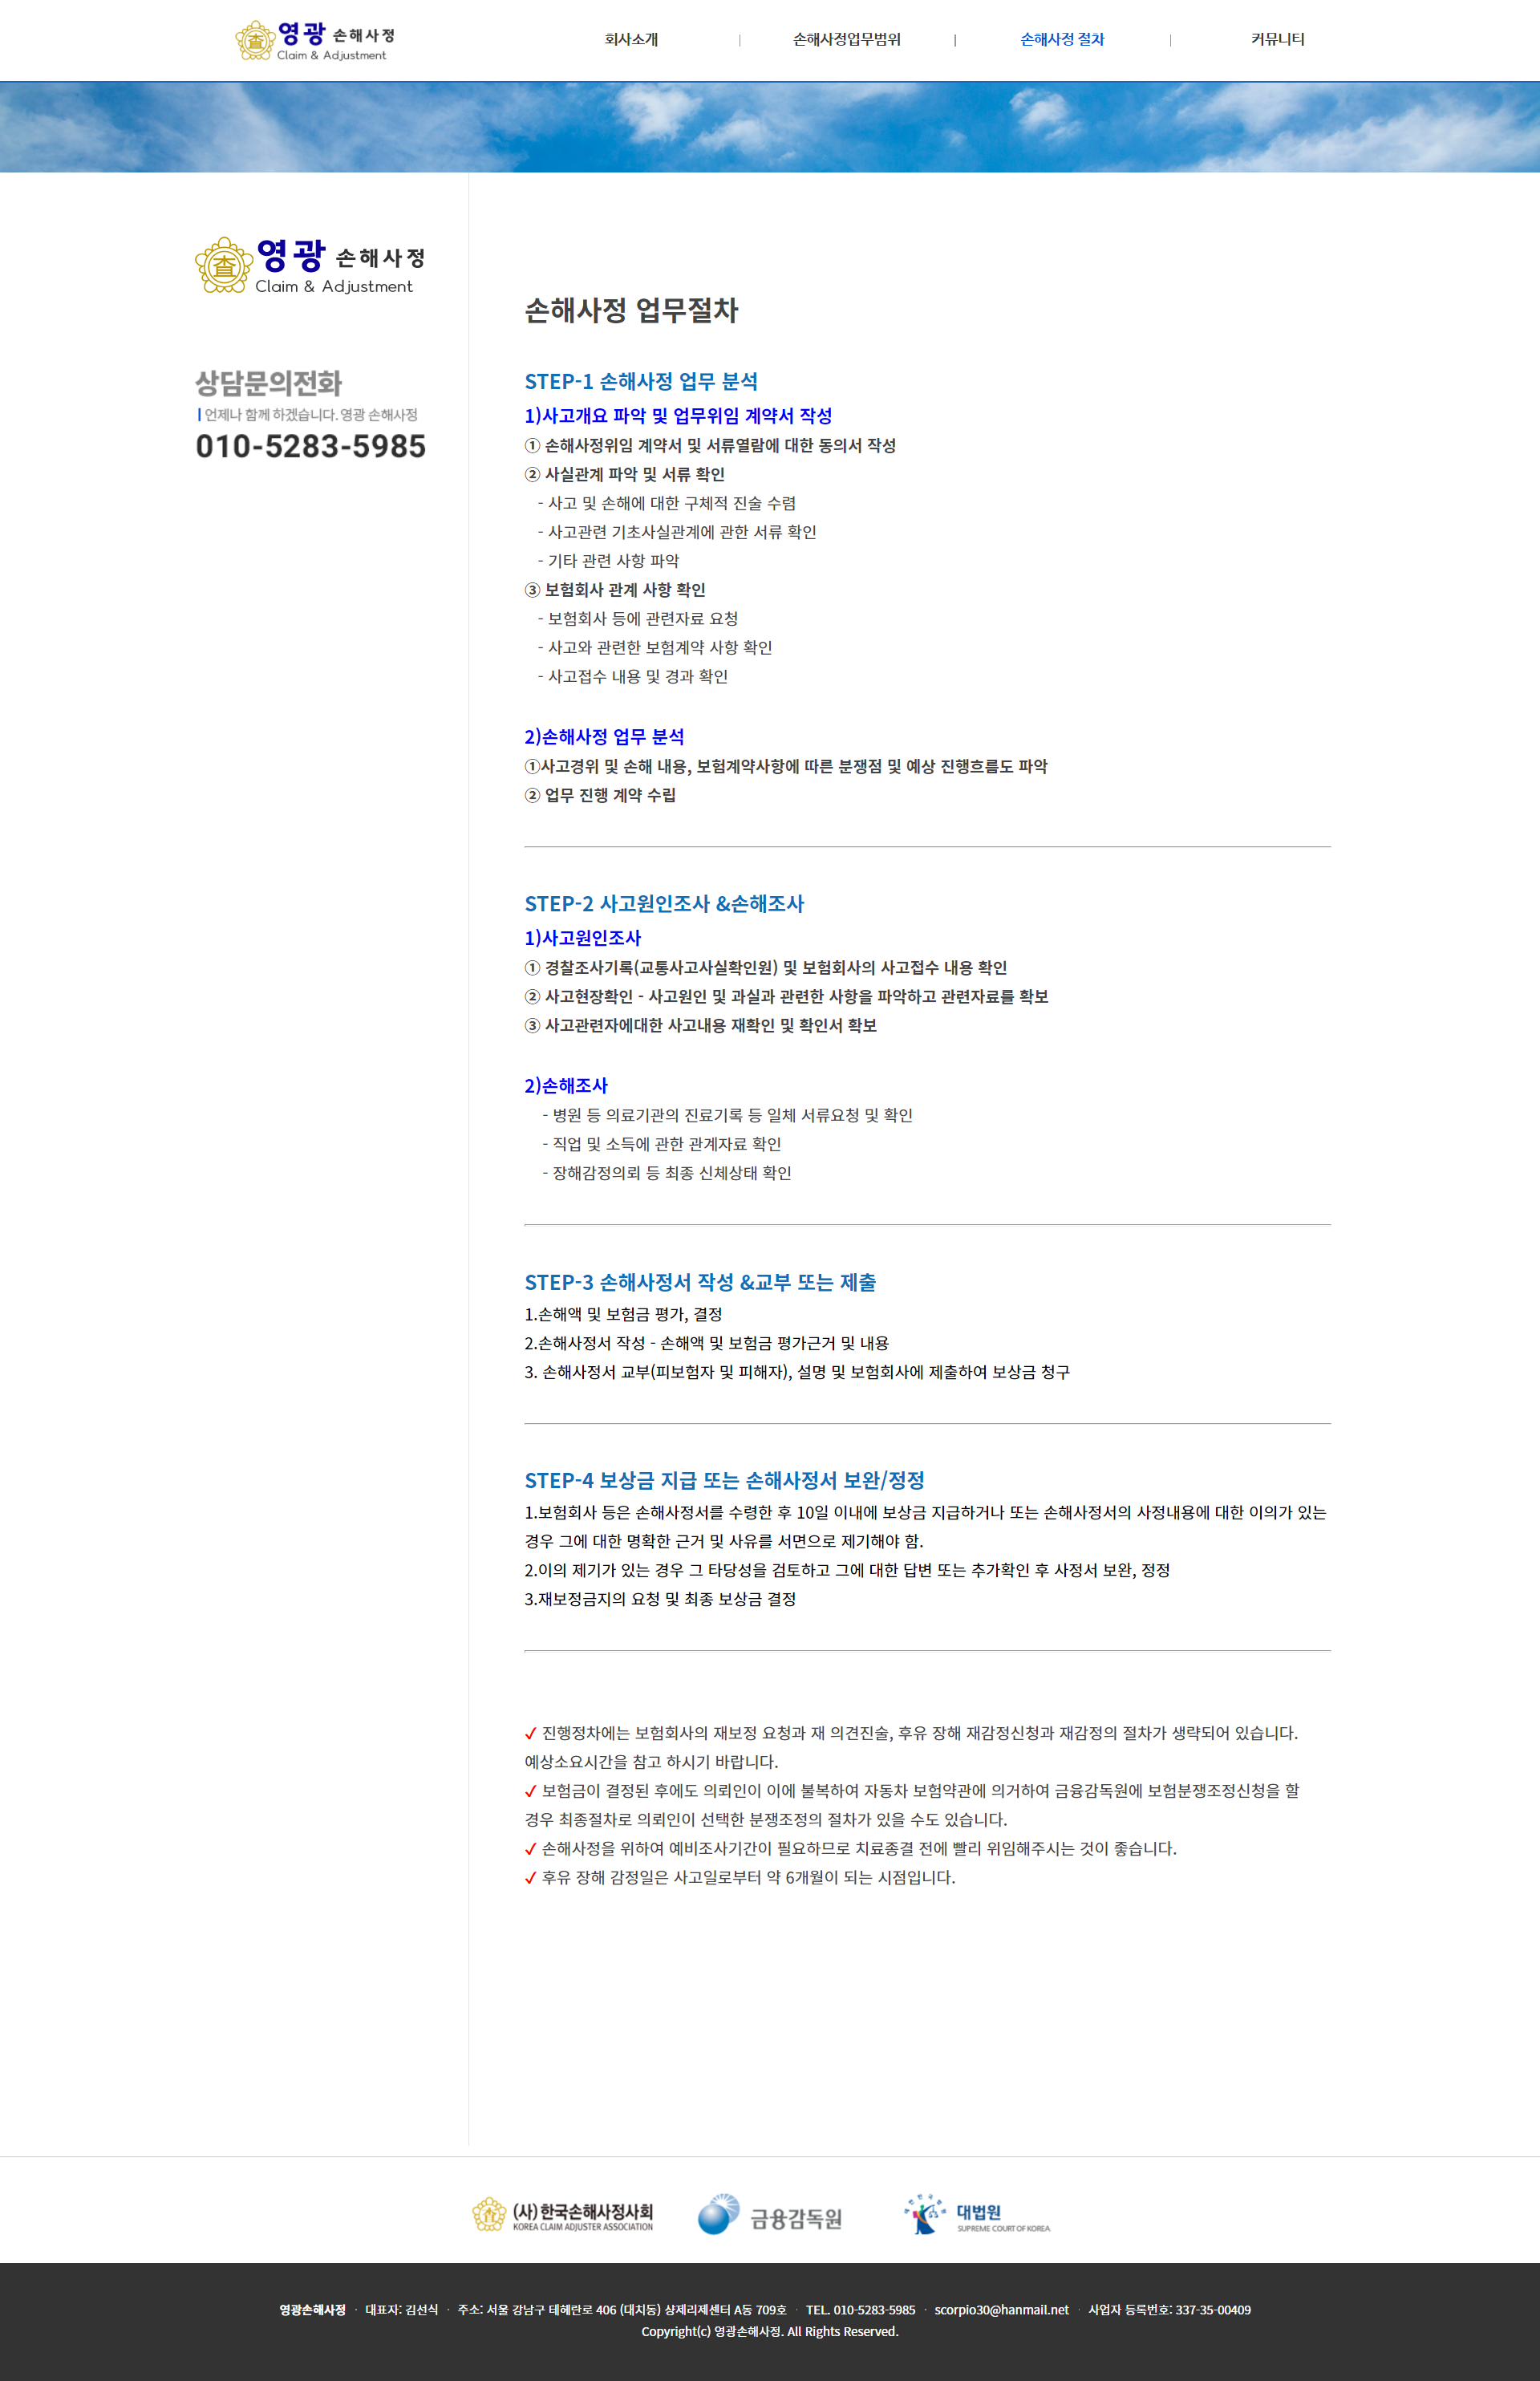 영광 손해사정
Claim & Adjustment
회사소개 | 손해사정업무범위 | 손해사정 절차 | 커뮤니티
査 영광 손해사정
Claim & Adjustment
상담문의전화
언제나 함께 하겠습니다. 영광 손해사정
010-5283-5985
손해사정 업무절차
STEP-1 손해사정 업무 분석
1)사고개요 파악 및 업무위임 계약서 작성
① 손해사정위임 계약서 및 서류열람에 대한 동의서 작성
② 사실관계 파악 및 서류 확인
- 사고 및 손해에 대한 구체적 진술 수렴
- 사고관련 기초사실관계에 관한 서류 확인
- 기타 관련 사항 파악
③ 보험회사 관계 사항 확인
- 보험회사 등에 관련자료 요청
- 사고와 관련한 보험계약 사항 확인
- 사고접수 내용 및 경과 확인
2)손해사정 업무 분석
①사고경위 및 손해 내용, 보험계약사항에 따른 분쟁점 및 예상 진행흐름도 파악
② 업무 진행 계약 수립
STEP-2 사고원인조사 &손해조사
1)사고원인조사
① 경찰조사기록(교통사고사실확인원) 및 보험회사의 사고접수 내용 확인
② 사고현장확인 - 사고원인 및 과실과 관련한 사항을 파악하고 관련자료를 확보
③ 사고관련자에대한 사고내용 재확인 및 확인서 확보
2)손해조사
- 병원 등 의료기관의 진료기록 등 일체 서류요청 및 확인
- 직업 및 소득에 관한 관계자료 확인
- 장해감정의뢰 등 최종 신체상태 확인
STEP-3 손해사정서 작성 &교부 또는 제출
1.손해액 및 보험금 평가, 결정
2.손해사정서 작성 - 손해액 및 보험금 평가근거 및 내용
3. 손해사정서 교부(피보험자 및 피해자), 설명 및 보험회사에 제출하여 보상금 청구
STEP-4 보상금 지급 또는 손해사정서 보완/정정
1.보험회사 등은 손해사정서를 수령한 후 10일 이내에 보상금 지급하거나 또는 손해사정서의 사정내용에 대한 이의가 있는
경우 그에 대한 명확한 근거 및 사유를 서면으로 제기해야 함.
2.이의 제기가 있는 경우 그 타당성을 검토하고 그에 대한 답변 또는 추가확인 후 사정서 보완, 정정
3.재보정금지의 요청 및 최종 보상금 결정
✓ 진행정차에는 보험회사의 재보정 요청과 재 의견진술, 후유 장해 재감정신청과 재감정의 절차가 생략되어 있습니다.
예상소요시간을 참고 하시기 바랍니다.
✓ 보험금이 결정된 후에도 의뢰인이 이에 불복하여 자동차 보험약관에 의거하여 금융감독원에 보험분쟁조정신청을 할
경우 최종절차로 의뢰인이 선택한 분쟁조정의 절차가 있을 수도 있습니다.
✓ 손해사정을 위하여 예비조사기간이 필요하므로 치료종결 전에 빨리 위임해주시는 것이 좋습니다.
✓ 후유 장해 감정일은 사고일로부터 약 6개월이 되는 시점입니다.
(사)한국손해사정사회
KOREA CLAIM ADJUSTER ASSOCIATION
금융감독원
대법원
SUPREME COURT OF KOREA
영광손해사정 · 대표자: 김선식 · 주소: 서울 강남구 테헤란로 406 (대치동) 샹제리제센터 A동 709호 · TEL. 010-5283-5985 · scorpio30@hanmail.net · 사업자 등록번호: 337-35-00409
Copyright(c) 영광손해사정. All Rights Reserved.